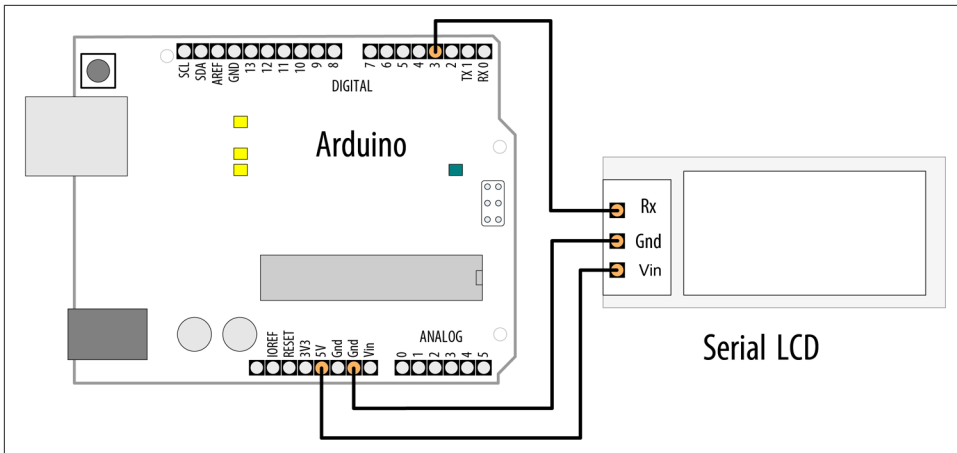 SCL
SDA
AREF
GND
13
12
11
10
9
8
7
6
5
4
3
2
TX 1
RX 0
DIGITAL
Arduino
Rx
Gnd
Vin
Serial LCD
ANALOG
IOREF
RESET
3V3
5V
Gnd
Gnd
Vin
0
1
2
3
4
5